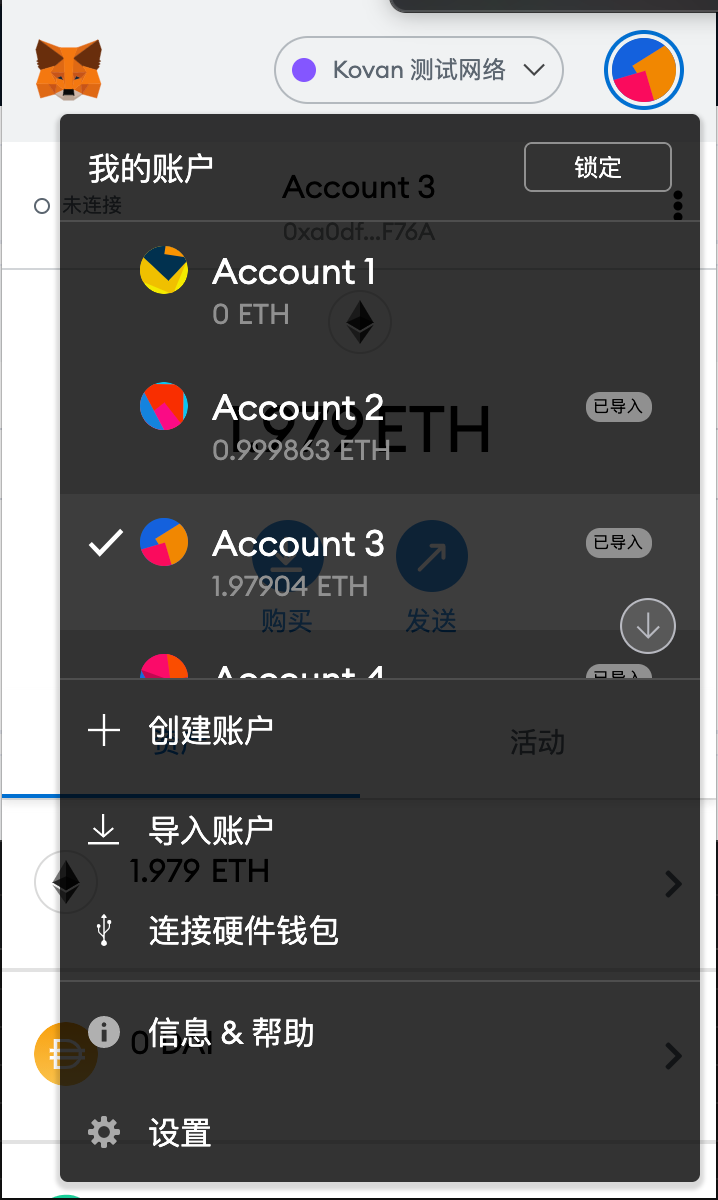 Kovan 测试网络
我的账户
锁定
Account 3
未连接
0xa0df...F76A
Account 1
0 ETH
Account 2
已导入
1.979 ETH
0.999863 ETH
Account 3
已导入
1.97904 ETH
购买
发送
Account 4
已导入
创建账户
资产
活动
导入账户
1.979 ETH
连接硬件钱包
信息 & 帮助
0 DAI
设置